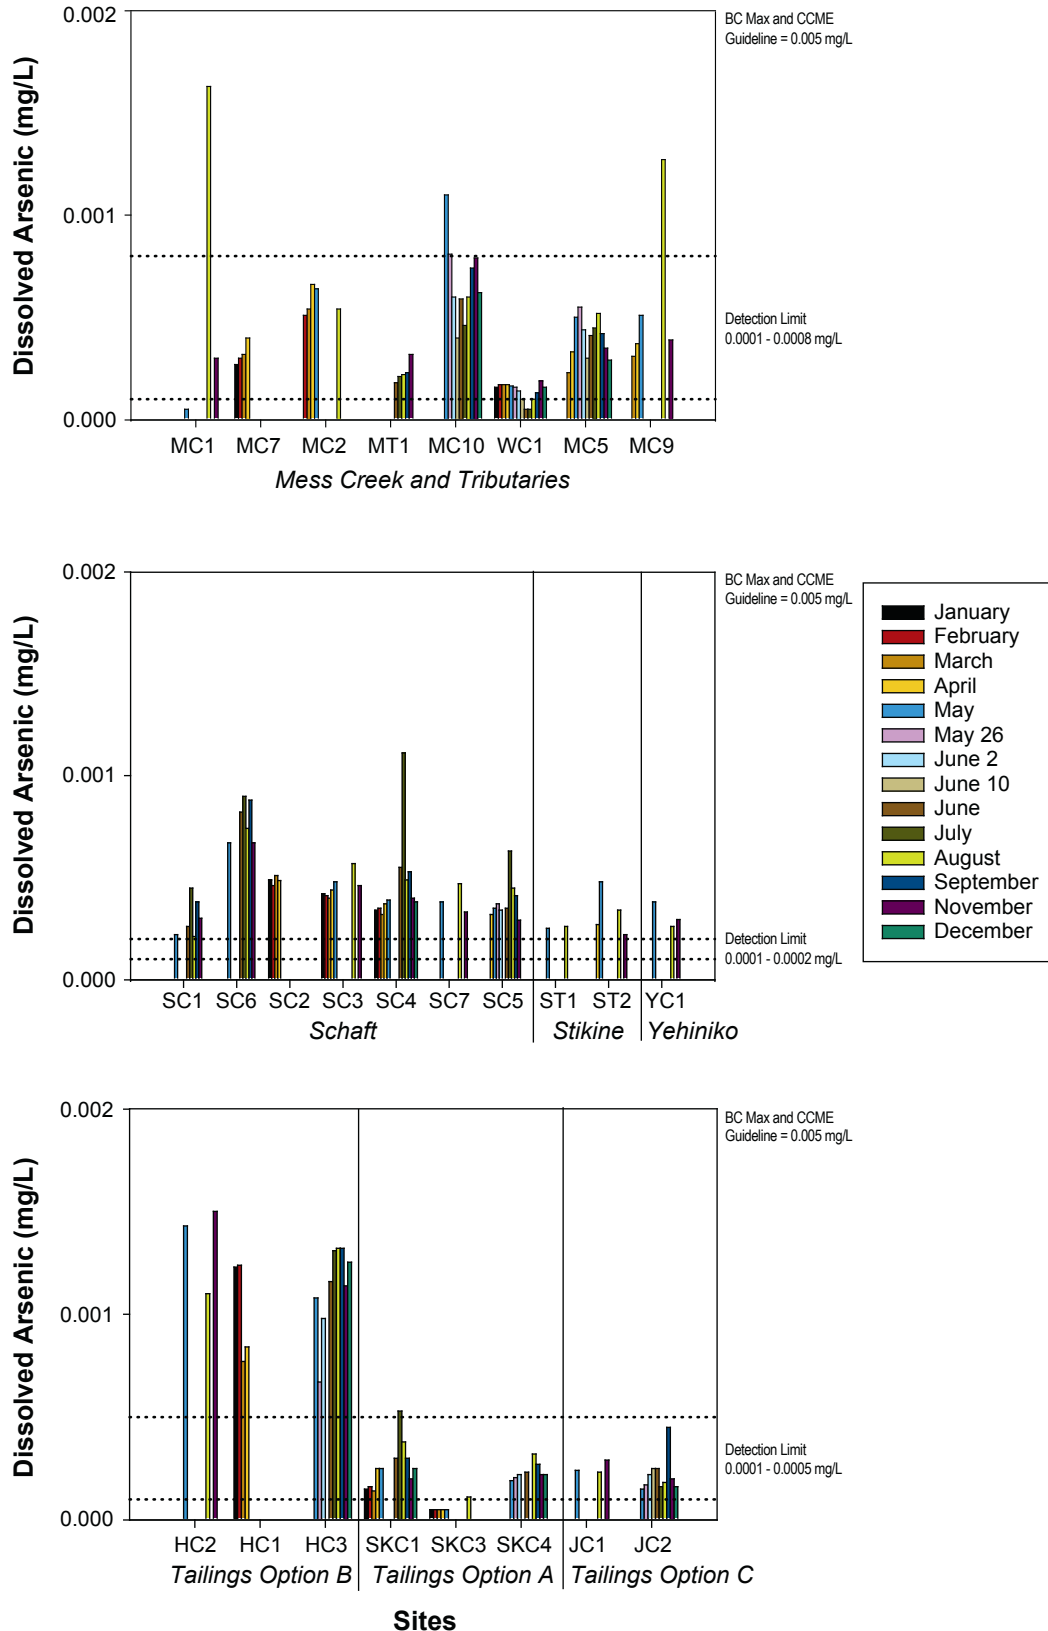 0.002
BC Max and CCME
Guideline = 0.005 mg/L
Dissolved Arsenic (mg/L)
0.001
Detection Limit
0.0001 - 0.0008 mg/L
0.000
MC1 MC7 MC2 MT1 MC10 WC1 MC5 MC9
Mess Creek and Tributaries
0.002
BC Max and CCME
Guideline = 0.005 mg/L
Dissolved Arsenic (mg/L)
0.001
Detection Limit
0.0001 - 0.0002 mg/L
0.000
SC1 SC6 SC2 SC3 SC4 SC7 SC5 ST1 ST2 YC1
Schaft Stikine Yehiniko
January
February
March
April
May
May 26
June 2
June 10
June
July
August
September
November
December
0.002
BC Max and CCME
Guideline = 0.005 mg/L
Dissolved Arsenic (mg/L)
0.001
Detection Limit
0.0001 - 0.0005 mg/L
0.000
HC2 HC1 HC3 SKC1 SKC3 SKC4 JC1 JC2
Tailings Option B Tailings Option A Tailings Option C
Sites